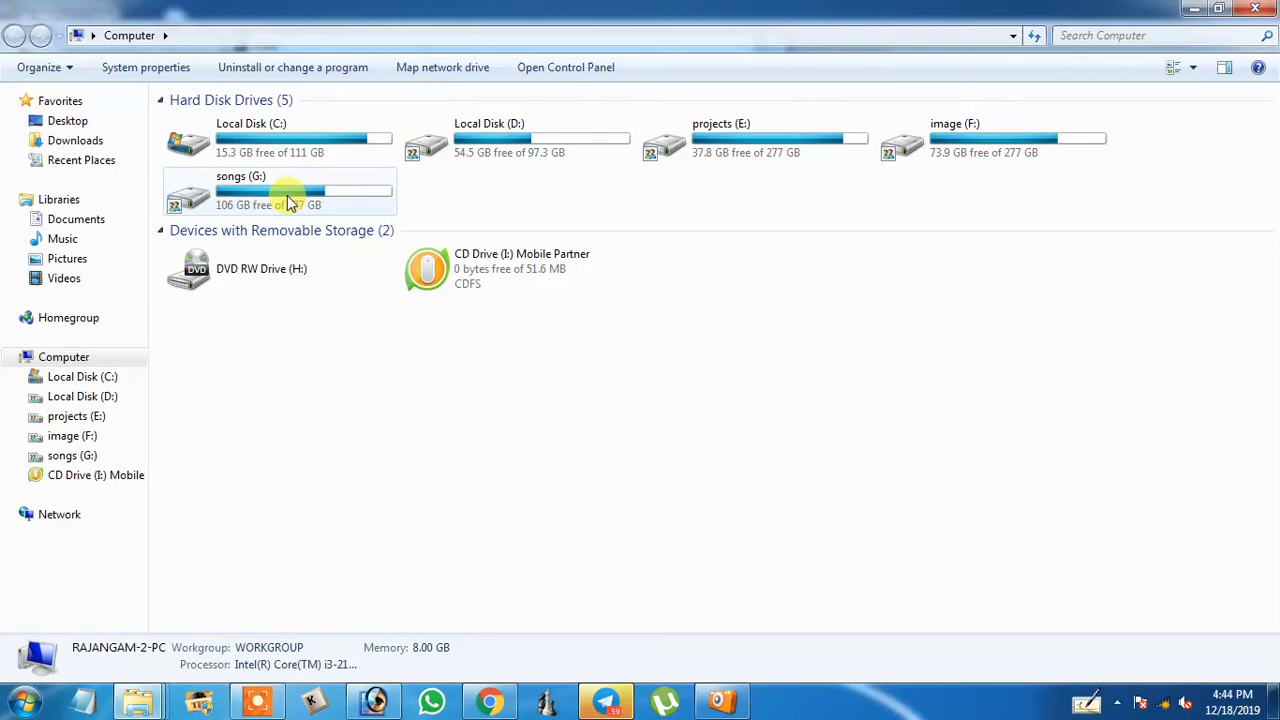 Computer
Search Computer
Organize
System properties
Uninstall or change a program
Map network drive
Open Control Panel
Favorites
Desktop
Downloads
Recent Places
Libraries
Documents
Music
Pictures
Videos
Homegroup
Computer
Local Disk (C:)
Local Disk (D:)
projects (E:)
image (F:)
songs (G:)
CD Drive (I:) Mobile
Network
Hard Disk Drives (5)
Local Disk (C:)
15.3 GB free of 111 GB
Local Disk (D:)
54.5 GB free of 97.3 GB
projects (E:)
37.8 GB free of 277 GB
image (F:)
73.9 GB free of 277 GB
songs (G:)
106 GB free of GB
Devices with Removable Storage (2)
DVD
DVD RW Drive (H:)
CD Drive (I:) Mobile Partner
0 bytes free of 51.6 MB
CDFS
RAJANGAM-2-PC
Workgroup: WORKGROUP
Memory: 8.00 GB
Processor: Intel(R) Core(TM) i3-21...
K
59
4:44 PM
12/18/2019